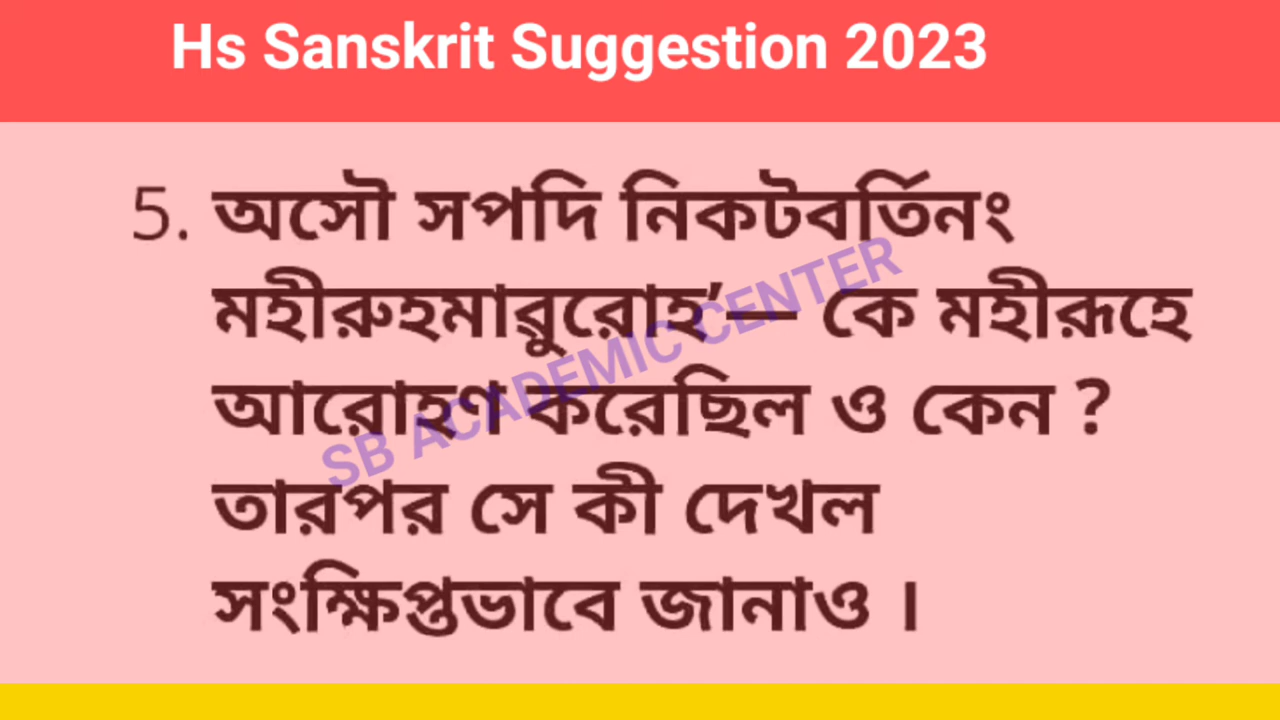 Hs Sanskrit Suggestion 2023
5. অসৌ সপদি নিকটবর্তিনং
মহীরুহমাৱুরোহ’— কে মহীরূহে
আরোহণ করেছিল ও কেন ?
তারপর সে কী দেখল
সংক্ষিপ্তভাবে জানাও ।
SB ACADEMIC CENTER